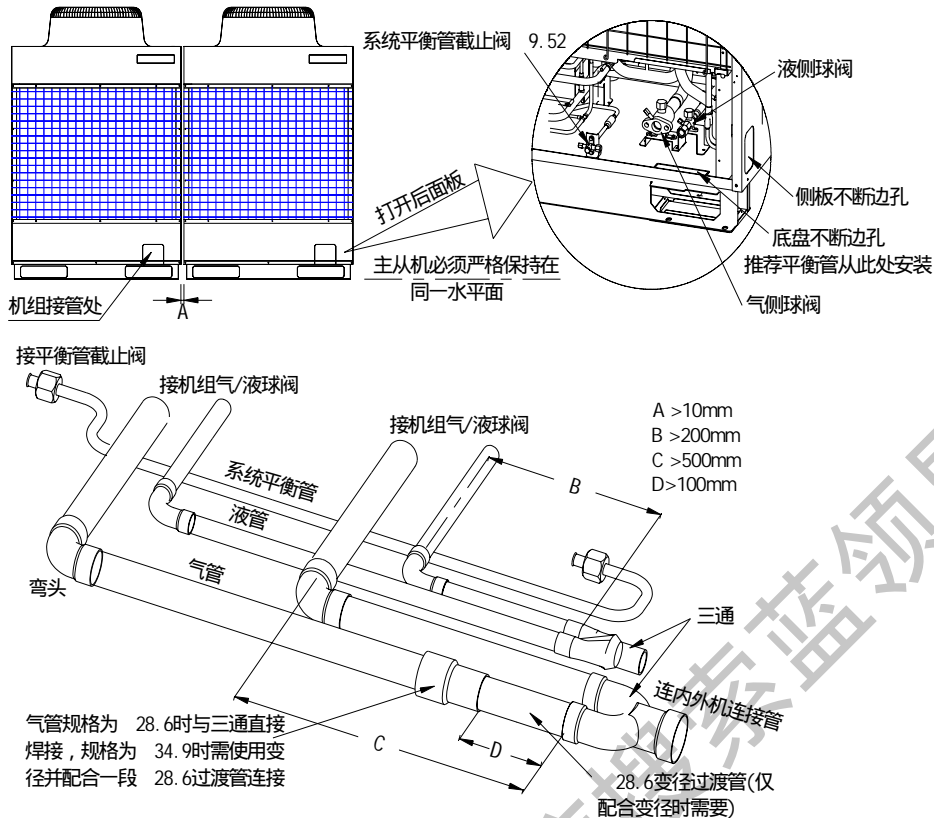 系统平衡管截止阀 9.52
液侧球阀
打开后面板
侧板不断边孔
底盘不断边孔
推荐平衡管从此处安装
主从机必须严格保持在
同一水平面
气侧球阀
机组接管处
A
接平衡管截止阀
接机组气/液球阀
接机组气/液球阀
A >10mm
B >200mm
C >500mm
D>100mm
系统平衡管
B
液管
气管
弯头
三通
连内外机连接管
气管规格为 28.6时与三通直接
焊接，规格为 34.9时需使用变
径并配合一段 28.6过渡管连接
C
D
28.6变径过渡管(仅
配合变径时需要)
搜索蓝领